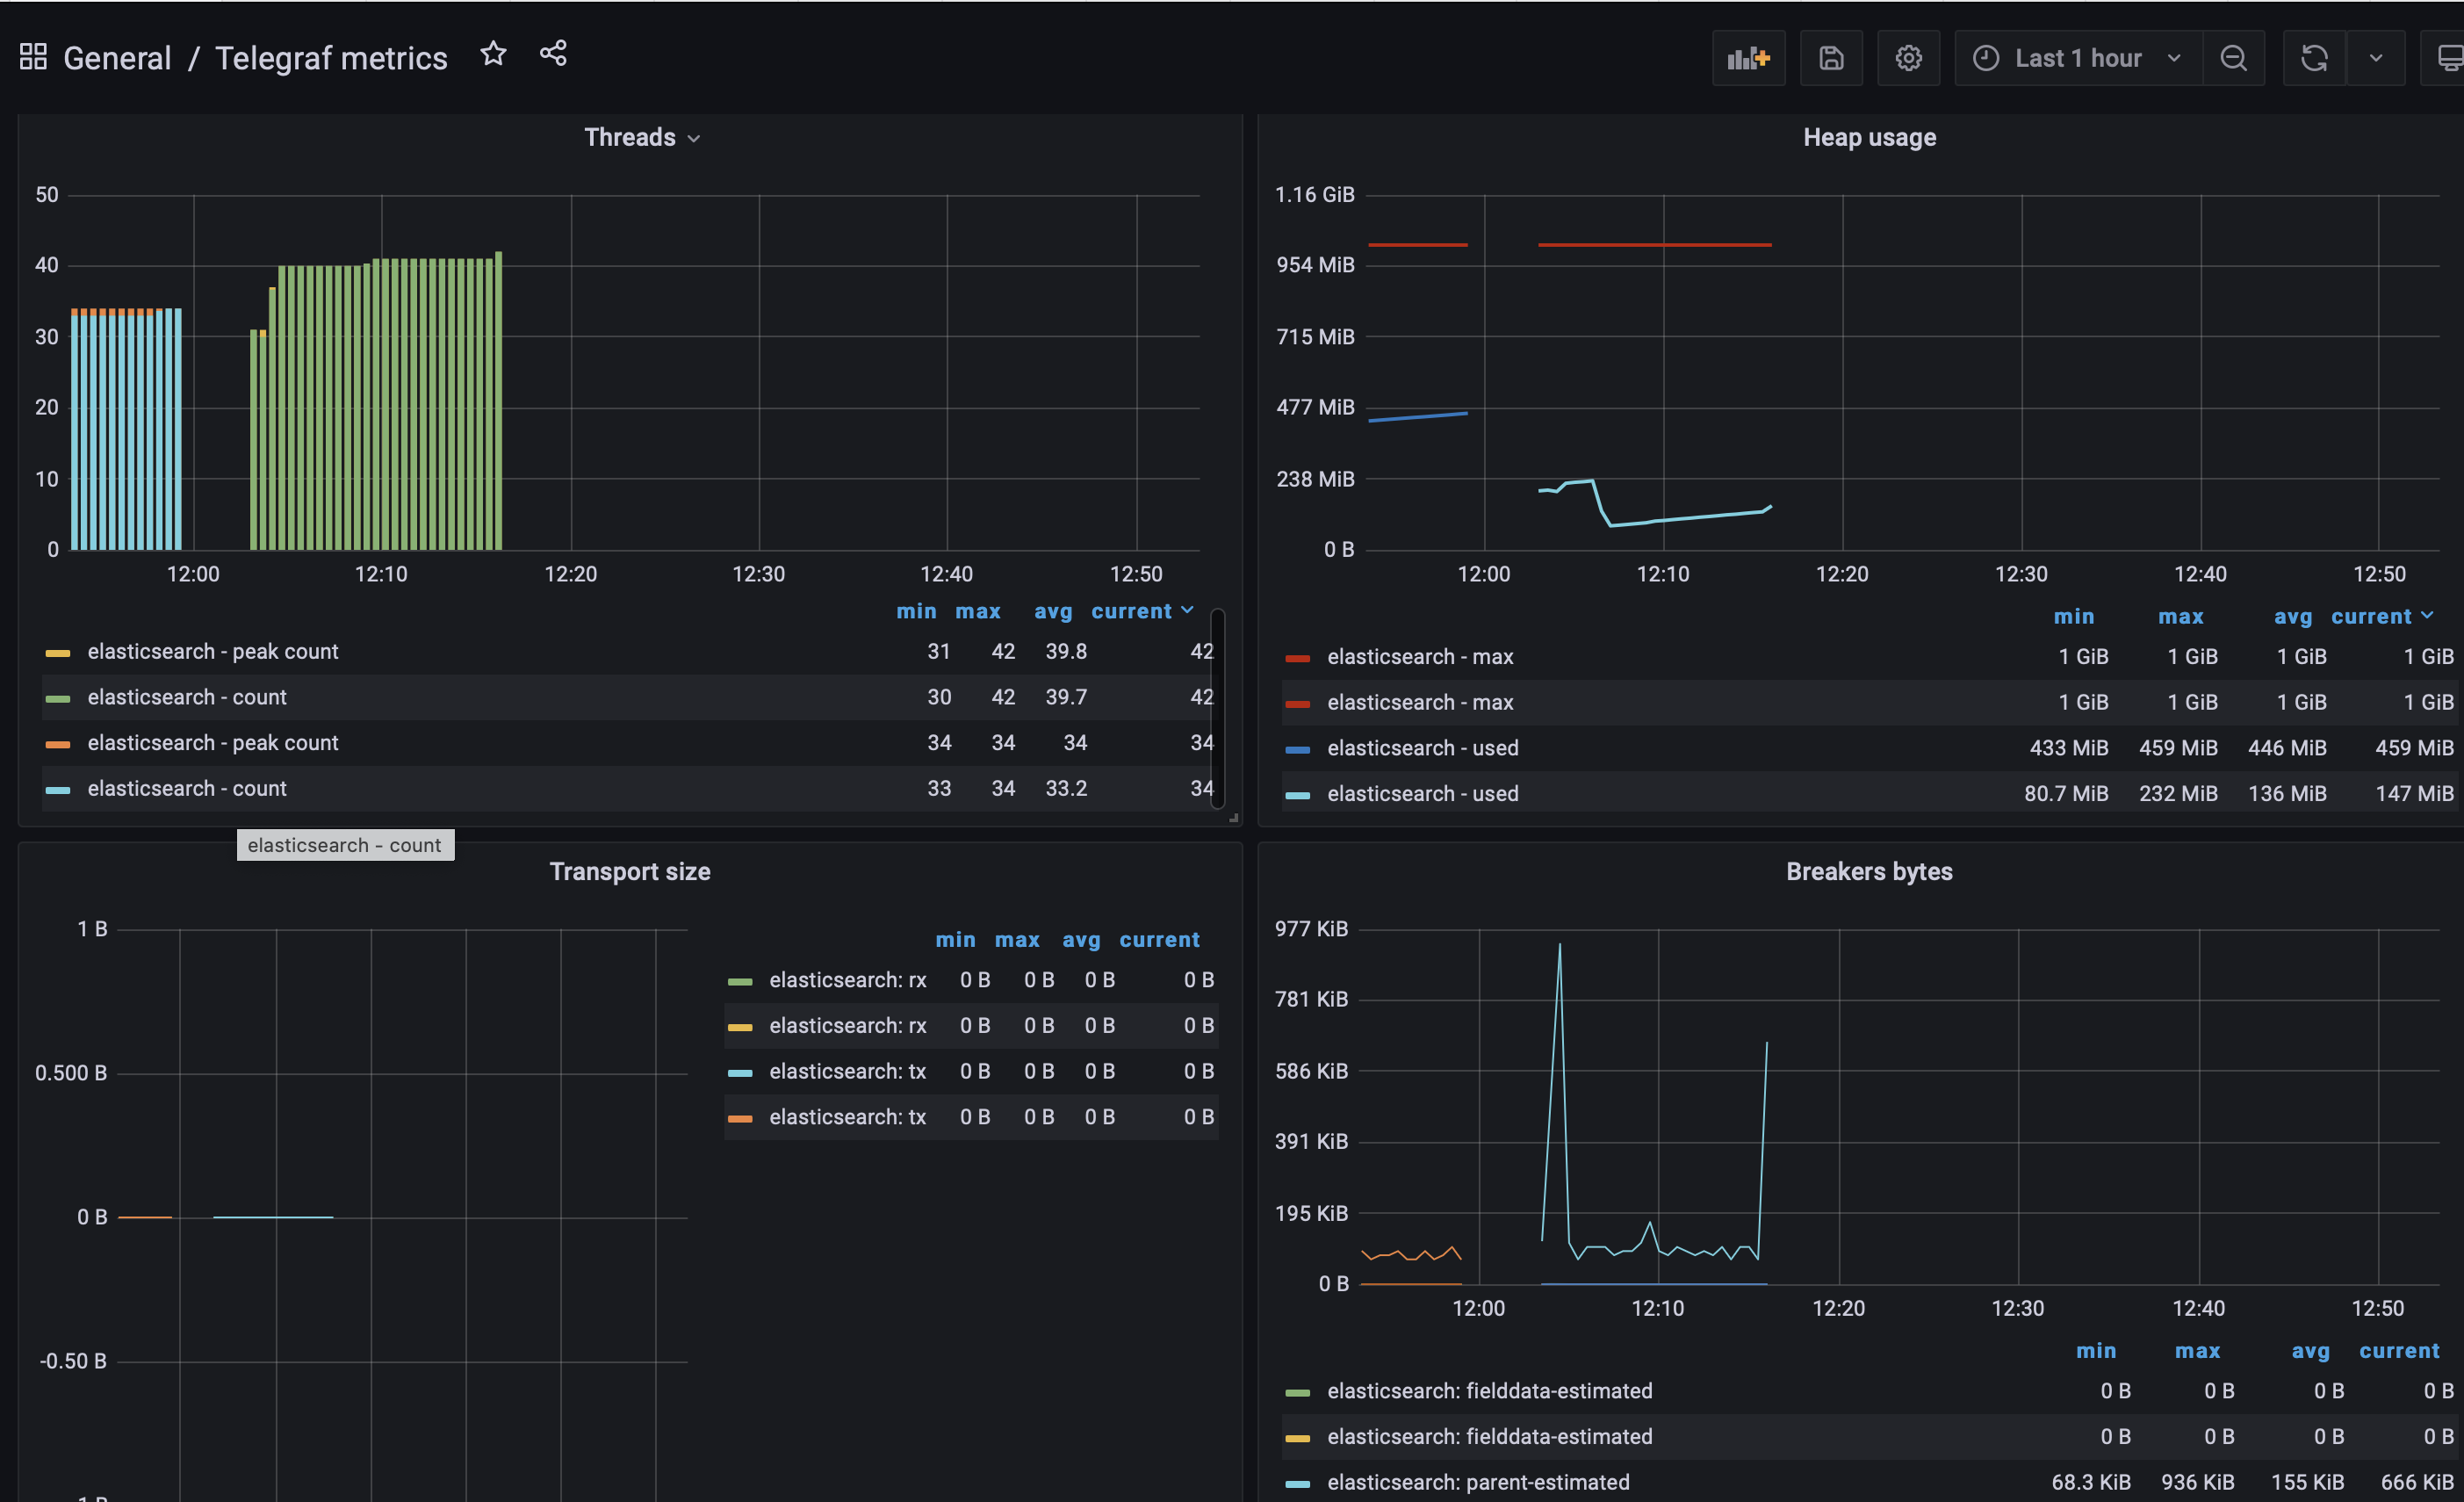 General / Telegraf metrics
Last 1 hour
Threads
50
40
30
20
10
0
12:00 12:10 12:20 12:30 12:40 12:50
min max avg current
elasticsearch - peak count 31 42 39.8 42
elasticsearch - count 30 42 39.7 42
elasticsearch - peak count 34 34 34 34
elasticsearch - count 33 34 33.2 34
elasticsearch - count
Heap usage
1.16 GiB
954 MiB
715 MiB
477 MiB
238 MiB
0 B
12:00 12:10 12:20 12:30 12:40 12:50
min max avg current
elasticsearch - max 1 GiB 1 GiB 1 GiB 1 GiB
elasticsearch - max 1 GiB 1 GiB 1 GiB 1 GiB
elasticsearch - used 433 MiB 459 MiB 446 MiB 459 MiB
elasticsearch - used 80.7 MiB 232 MiB 136 MiB 147 MiB
Transport size
1 B
0.500 B
0 B
-0.50 B
min max avg current
elasticsearch: rx 0 B 0 B 0 B 0 B
elasticsearch: rx 0 B 0 B 0 B 0 B
elasticsearch: tx 0 B 0 B 0 B 0 B
elasticsearch: tx 0 B 0 B 0 B 0 B
Breakers bytes
977 KiB
781 KiB
586 KiB
391 KiB
195 KiB
0 B
12:00 12:10 12:20 12:30 12:40 12:50
min max avg current
elasticsearch: fielddata-estimated 0 B 0 B 0 B 0 B
elasticsearch: fielddata-estimated 0 B 0 B 0 B 0 B
elasticsearch: parent-estimated 68.3 KiB 936 KiB 155 KiB 666 KiB